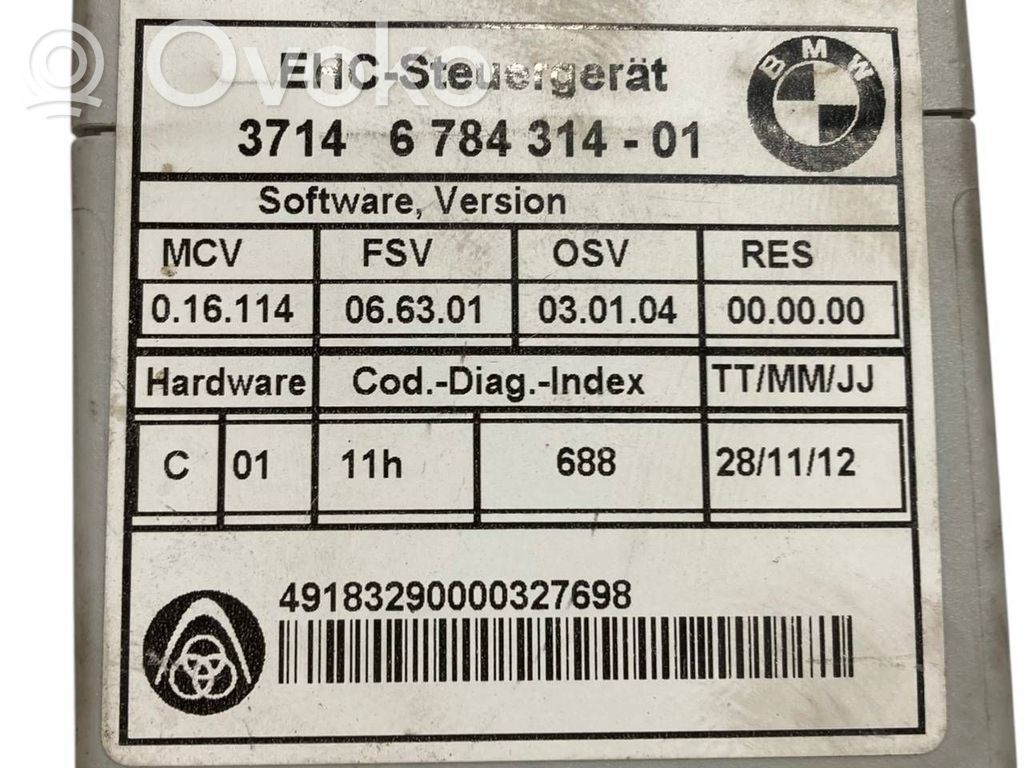 Ovoko
EHC-Steuergerät
BMW
3714 6 784 314 - 01
Software, Version
MCV FSV OSV RES
0.16.114 06.63.01 03.01.04 00.00.00
Hardware Cod.-Diag.-Index TT/MM/JJ
C 01 11h 688 28/11/12
49183290000327698
Ovoko